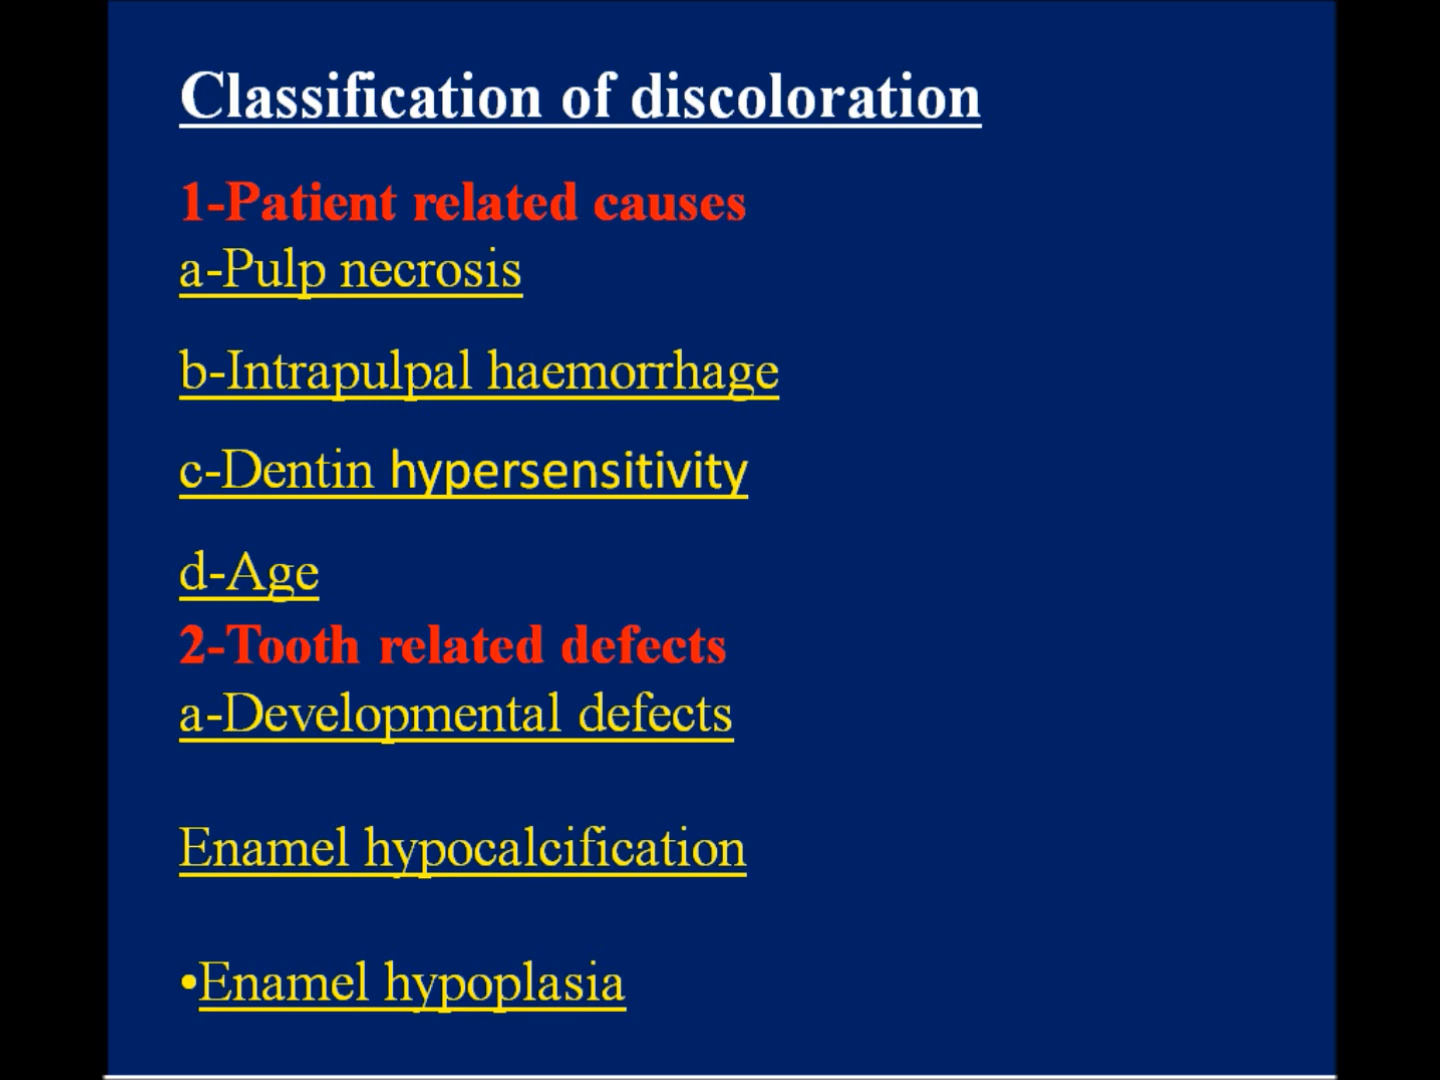 Classification of discoloration
1-Patient related causes
a-Pulp necrosis
b-Intrapulpal haemorrhage
c-Dentin hypersensitivity
d-Age
2-Tooth related defects
a-Developmental defects
Enamel hypocalcification
•Enamel hypoplasia